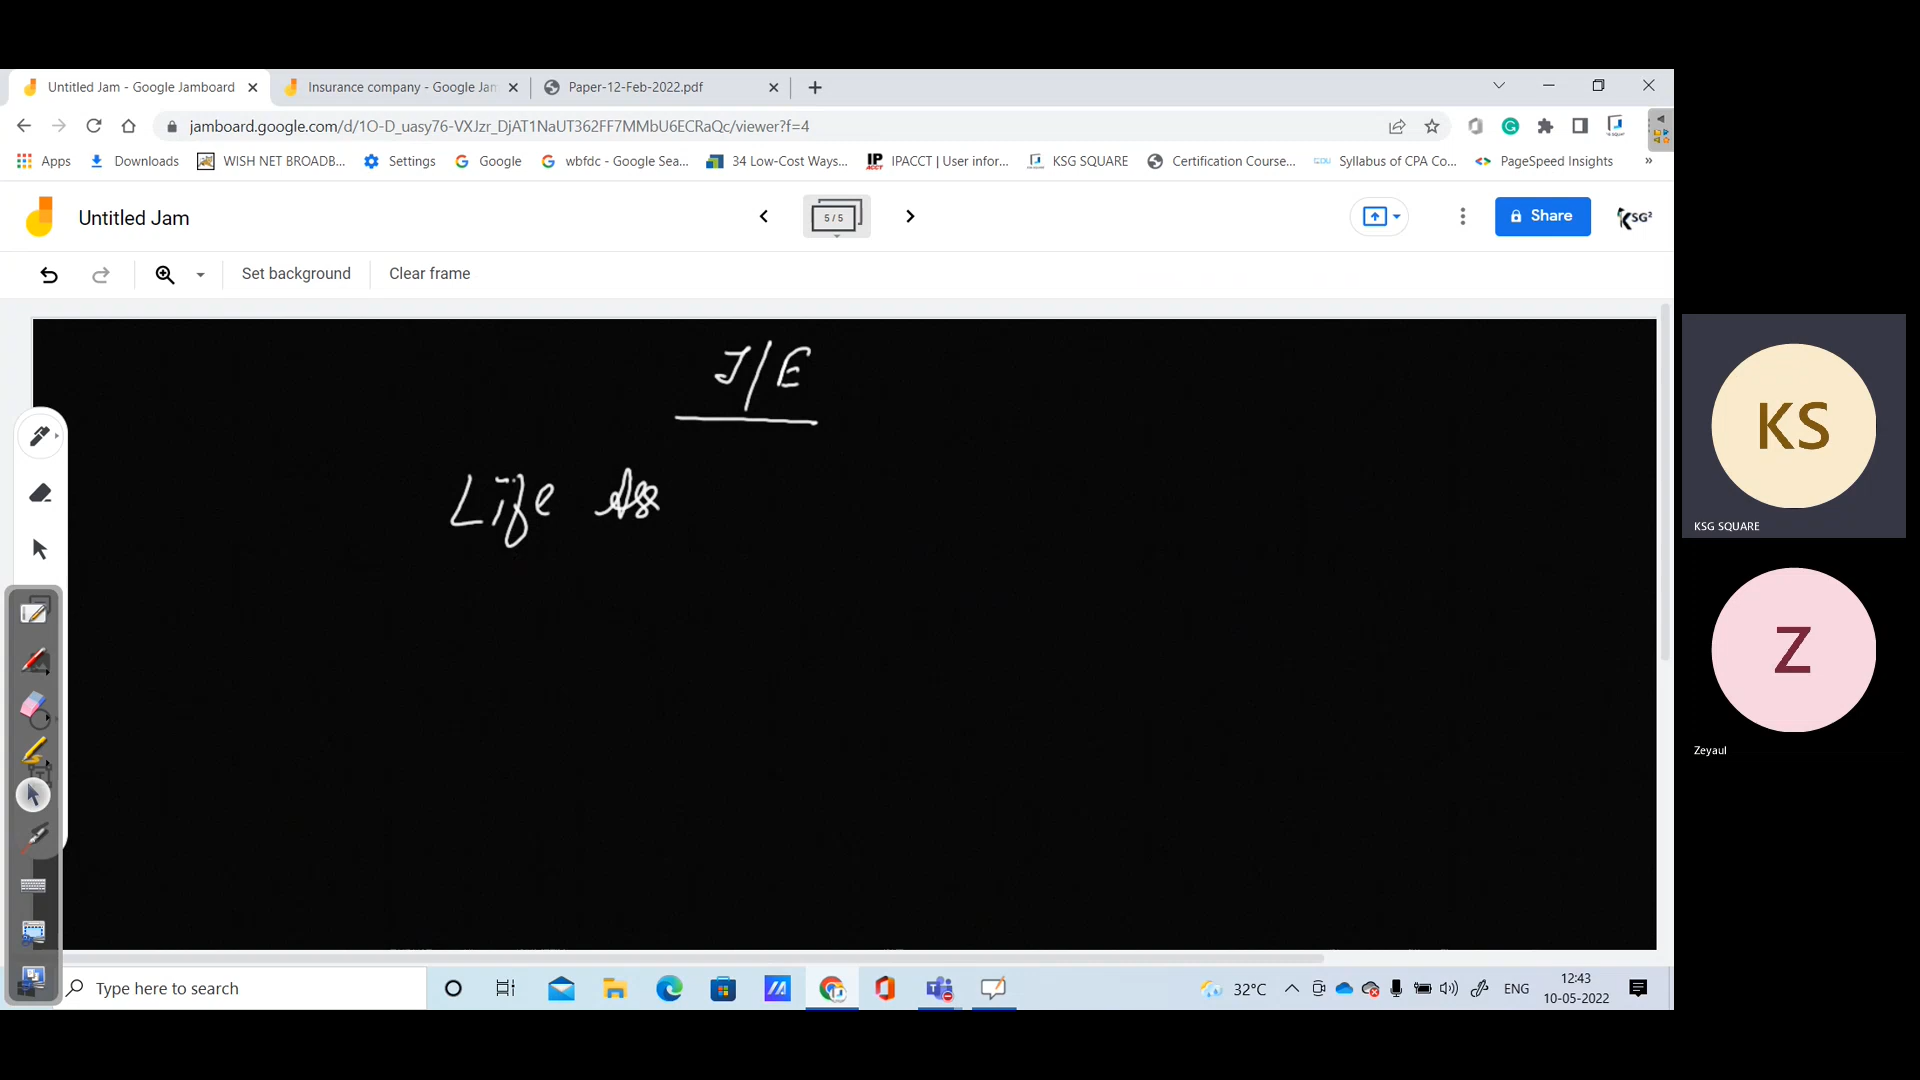 Untitled Jam - Google Jamboard
Insurance company - Google Jam
Paper-12-Feb-2022.pdf
jamboard.google.com/d/1O-D_uasy76-VXJzr_DjAT1NaUT362FF7MMbU6ECRaQc/viewer?f=4
Apps Downloads WISH NET BROADB... Settings Google wbfdc - Google Sea... 34 Low-Cost Ways... IPACCT | User infor... KSG SQUARE Certification Course... Syllabus of CPA Co... PageSpeed Insights »
Untitled Jam
5 / 5
Share
KSG²
Set background
Clear frame
J/E
Life Ass
KS
KSG SQUARE
Z
Zeyaul
Type here to search
32°C
ENG
12:43
10-05-2022